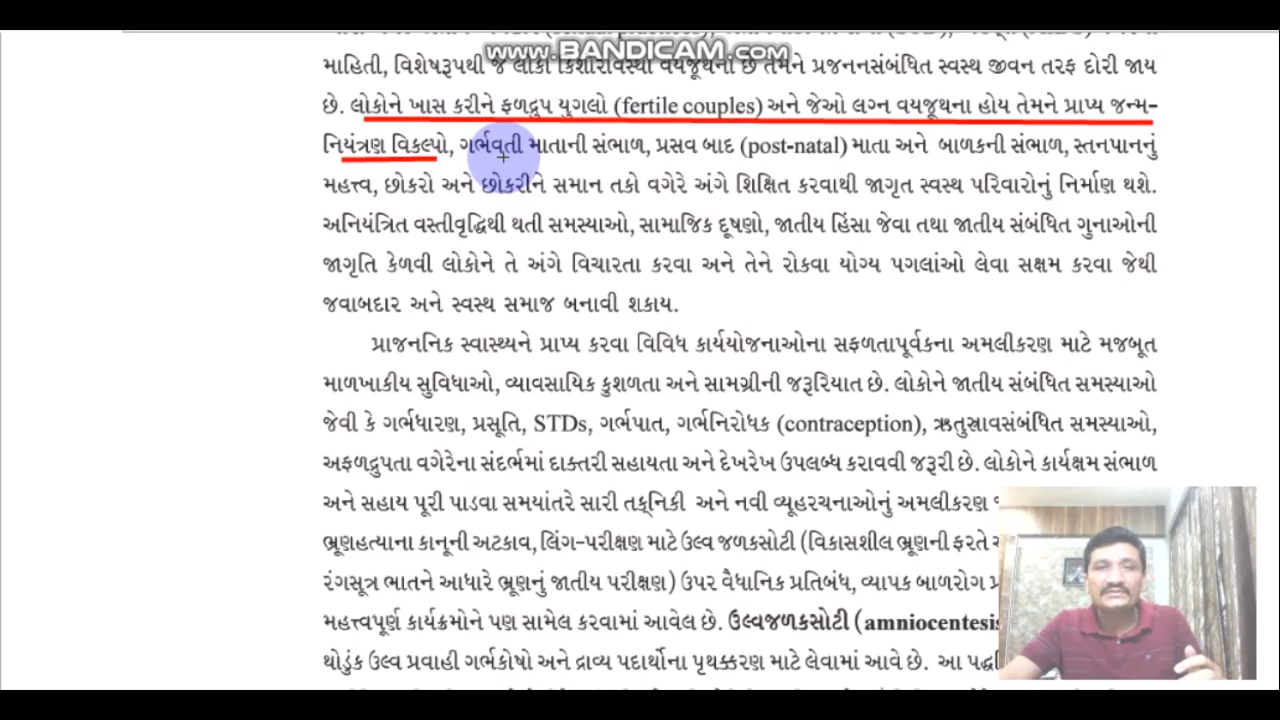 www.BANDICAM.com
માહિતી, વિશેષરૂપથી જે લોકો કિશોરાવસ્થા વયજૂથના છે તેમને પ્રજનનસંબંધિત સ્વસ્થ જીવન તરફ દોરી જાય
છે. લોકોને ખાસ કરીને ફળદ્રુપ યુગલો (fertile couples) અને જેઓ લગ્ન વયજૂથના હોય તેમને પ્રાપ્ય જન્મ-
નિયંત્રણ વિકલ્પો, ગર્ભવતી માતાની સંભાળ, પ્રસવ બાદ (post-natal) માતા અને બાળકની સંભાળ, સ્તનપાનનું
મહત્ત્વ, છોકરો અને છોકરીને સમાન તકો વગેરે અંગે શિક્ષિત કરવાથી જાગૃત સ્વસ્થ પરિવારોનું નિર્માણ થશે.
અનિયંત્રિત વસ્તીવૃદ્ધિથી થતી સમસ્યાઓ, સામાજિક દૂષણો, જાતીય હિંસા જેવા તથા જાતીય સંબંધિત ગુનાઓની
જાગૃતિ કેળવી લોકોને તે અંગે વિચારતા કરવા અને તેને રોકવા યોગ્ય પગલાંઓ લેવા સક્ષમ કરવા જેથી
જવાબદાર અને સ્વસ્થ સમાજ બનાવી શકાય.
પ્રાજનનિક સ્વાસ્થ્યને પ્રાપ્ય કરવા વિવિધ કાર્યયોજનાઓના સફળતાપૂર્વકના અમલીકરણ માટે મજબૂત
માળખાકીય સુવિધાઓ, વ્યાવસાયિક કુશળતા અને સામગ્રીની જરૂરિયાત છે. લોકોને જાતીય સંબંધિત સમસ્યાઓ
જેવી કે ગર્ભધારણ, પ્રસૂતિ, STDs, ગર્ભપાત, ગર્ભનિરોધક (contraception), ઋતુસ્રાવસંબંધિત સમસ્યાઓ,
અફળદ્રુપતા વગેરેના સંદર્ભમાં દાક્તરી સહાયતા અને દેખરેખ ઉપલબ્ધ કરાવવી જરૂરી છે. લોકોને કાર્યક્ષમ સંભાળ
અને સહાય પૂરી પાડવા સમયાંતરે સારી તક્નિકી અને નવી વ્યૂહરચનાઓનું અમલીકરણ
ભ્રૂણહત્યાના કાનૂની અટકાવ, લિંગ-પરીક્ષણ માટે ઉલ્વ જળકસોટી (વિકાસશીલ ભ્રૂણની ફરતે
રંગસૂત્ર ભાતને આધારે ભ્રૂણનું જાતીય પરીક્ષણ) ઉપર વૈધાનિક પ્રતિબંધ, વ્યાપક બાળરોગ
મહત્ત્વપૂર્ણ કાર્યક્રમોને પણ સામેલ કરવામાં આવેલ છે. ઉલ્વજળકસોટી (amniocentesis
થોડુંક ઉલ્વ પ્રવાહી ગર્ભકોષો અને દ્રાવ્ય પદાર્થોના પૃથક્કરણ માટે લેવામાં આવે છે. આ